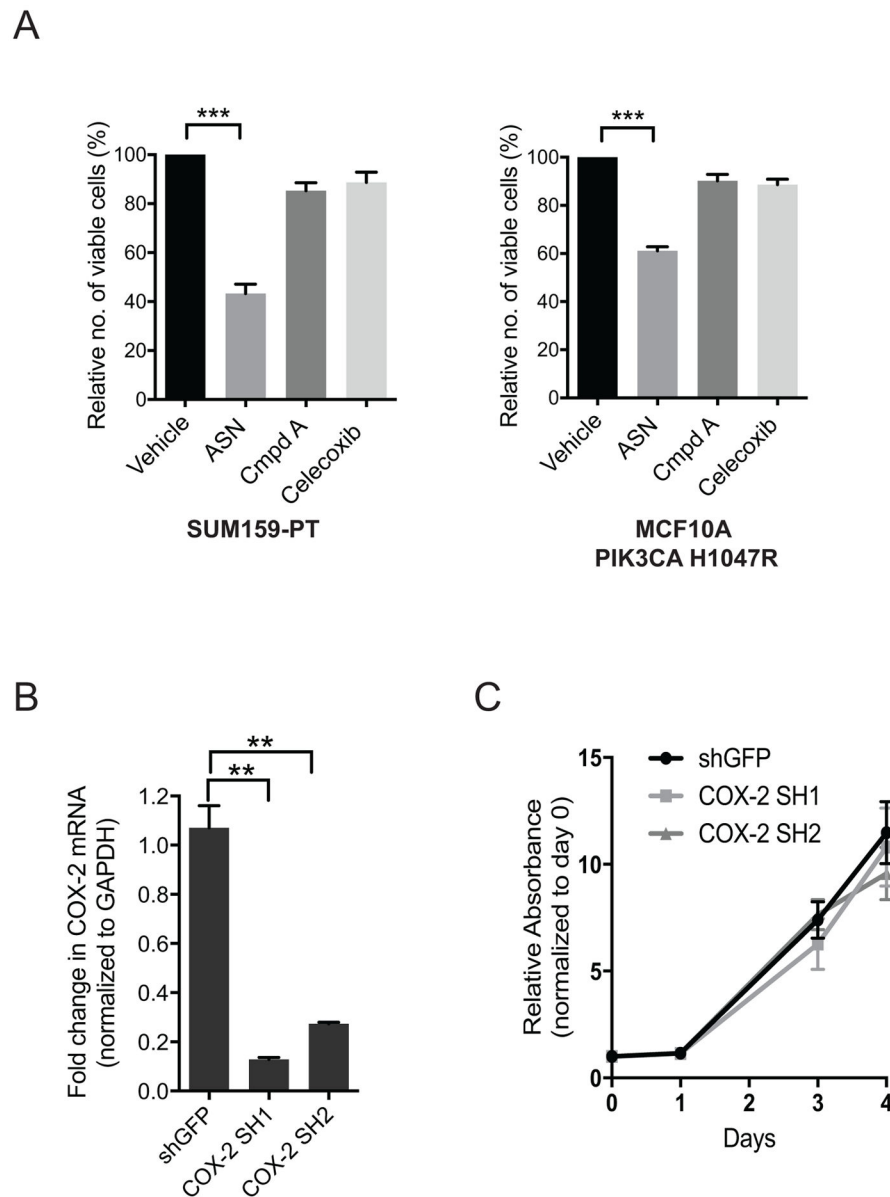 A
***
Relative no. of viable cells (%)
100
80
60
40
20
0
Vehicle
ASN
Cmpd A
Celecoxib
SUM159-PT
***
Relative no. of viable cells (%)
100
80
60
40
20
0
Vehicle
ASN
Cmpd A
Celecoxib
MCF10A
PIK3CA H1047R
B
**
**
Fold change in COX-2 mRNA
(normalized to GAPDH)
1.2
1.0
0.8
0.6
0.4
0.2
0.0
shGFP
COX-2 SH1
COX-2 SH2
C
Relative Absorbance
(normalized to day 0)
15
10
5
0
shGFP
COX-2 SH1
COX-2 SH2
0 1 2 3 4
Days